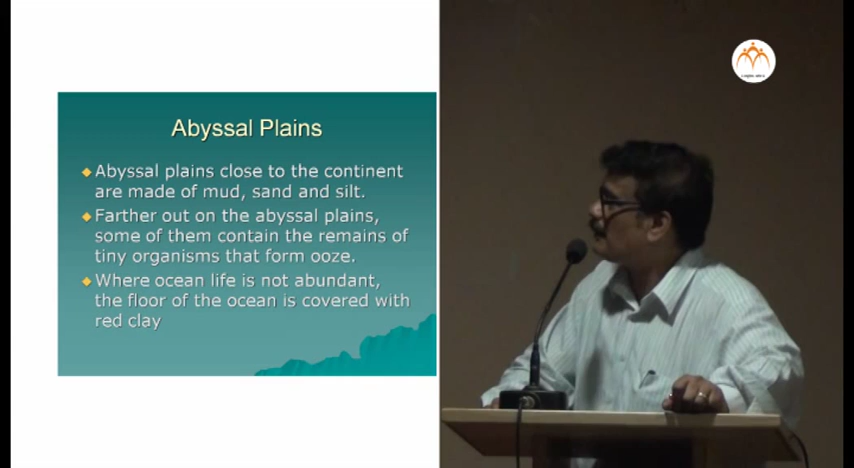 Abyssal Plains
Abyssal plains close to the continent
are made of mud, sand and silt.
Farther out on the abyssal plains,
some of them contain the remains of
tiny organisms that form ooze.
Where ocean life is not abundant,
the floor of the ocean is covered with
red clay